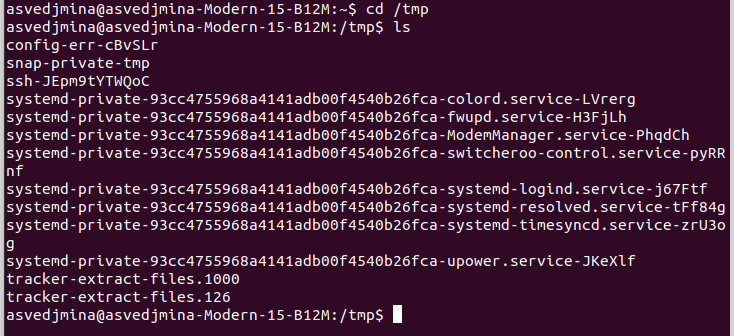 asvedjmina@asvedjmina-Modern-15-B12M:~$ cd /tmp
asvedjmina@asvedjmina-Modern-15-B12M:/tmp$ ls
config-err-cBvSLr
snap-private-tmp
ssh-JEpm9tYTWQoC
systemd-private-93cc4755968a4141adb00f4540b26fca-colord.service-LVrerg
systemd-private-93cc4755968a4141adb00f4540b26fca-fwupd.service-H3FjLh
systemd-private-93cc4755968a4141adb00f4540b26fca-ModemManager.service-PhqdCh
systemd-private-93cc4755968a4141adb00f4540b26fca-switcheroo-control.service-pyRR
nf
systemd-private-93cc4755968a4141adb00f4540b26fca-systemd-logind.service-j67Ftf
systemd-private-93cc4755968a4141adb00f4540b26fca-systemd-resolved.service-tFf84g
systemd-private-93cc4755968a4141adb00f4540b26fca-systemd-timesyncd.service-zrU3o
g
systemd-private-93cc4755968a4141adb00f4540b26fca-upower.service-JKeXlf
tracker-extract-files.1000
tracker-extract-files.126
asvedjmina@asvedjmina-Modern-15-B12M:/tmp$